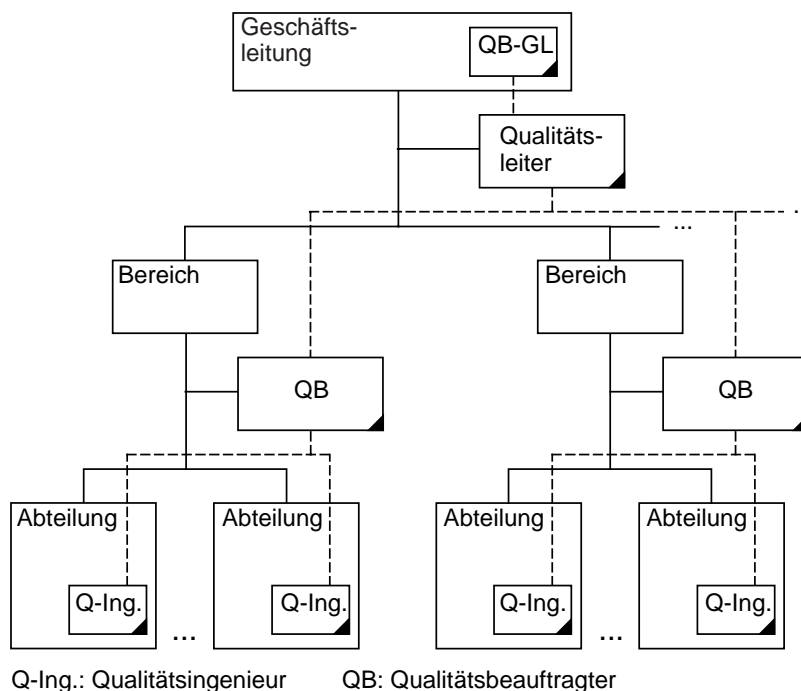 Geschäfts-
leitung
QB-GL
Qualitäts-
leiter
...
Bereich
Bereich
QB
QB
Abteilung
Abteilung
Abteilung
Abteilung
Q-Ing.
Q-Ing.
Q-Ing.
Q-Ing.
...
...
Q-Ing.: Qualitätsingenieur QB: Qualitätsbeauftragter